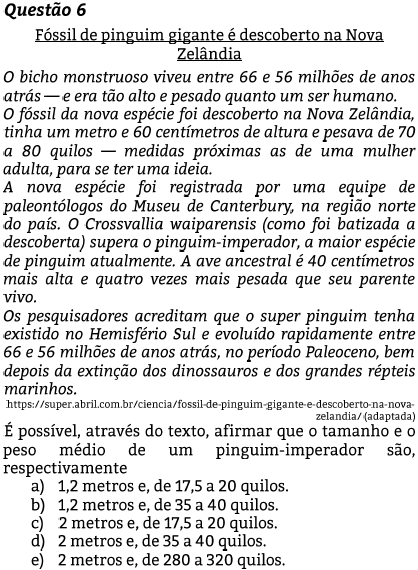 Questão 6
Fóssil de pinguim gigante é descoberto na Nova
Zelândia
O bicho monstruoso viveu entre 66 e 56 milhões de anos
atrás — e era tão alto e pesado quanto um ser humano.
O fóssil da nova espécie foi descoberto na Nova Zelândia,
tinha um metro e 60 centímetros de altura e pesava de 70
a 80 quilos — medidas próximas as de uma mulher
adulta, para se ter uma ideia.
A nova espécie foi registrada por uma equipe de
paleontólogos do Museu de Canterbury, na região norte
do país. O Crossvallia waiparensis (como foi batizada a
descoberta) supera o pinguim-imperador, a maior espécie
de pinguim atualmente. A ave ancestral é 40 centímetros
mais alta e quatro vezes mais pesada que seu parente
vivo.
Os pesquisadores acreditam que o super pinguim tenha
existido no Hemisfério Sul e evoluído rapidamente entre
66 e 56 milhões de anos atrás, no período Paleoceno, bem
depois da extinção dos dinossauros e dos grandes répteis
marinhos.
https://super.abril.com.br/ciencia/fossil-de-pinguim-gigante-e-descoberto-na-nova-
zelandia/ (adaptada)
É possível, através do texto, afirmar que o tamanho e o
peso médio de um pinguim-imperador são,
respectivamente
a) 1,2 metros e, de 17,5 a 20 quilos.
b) 1,2 metros e, de 35 a 40 quilos.
c) 2 metros e, de 17,5 a 20 quilos.
d) 2 metros e, de 35 a 40 quilos.
e) 2 metros e, de 280 a 320 quilos.